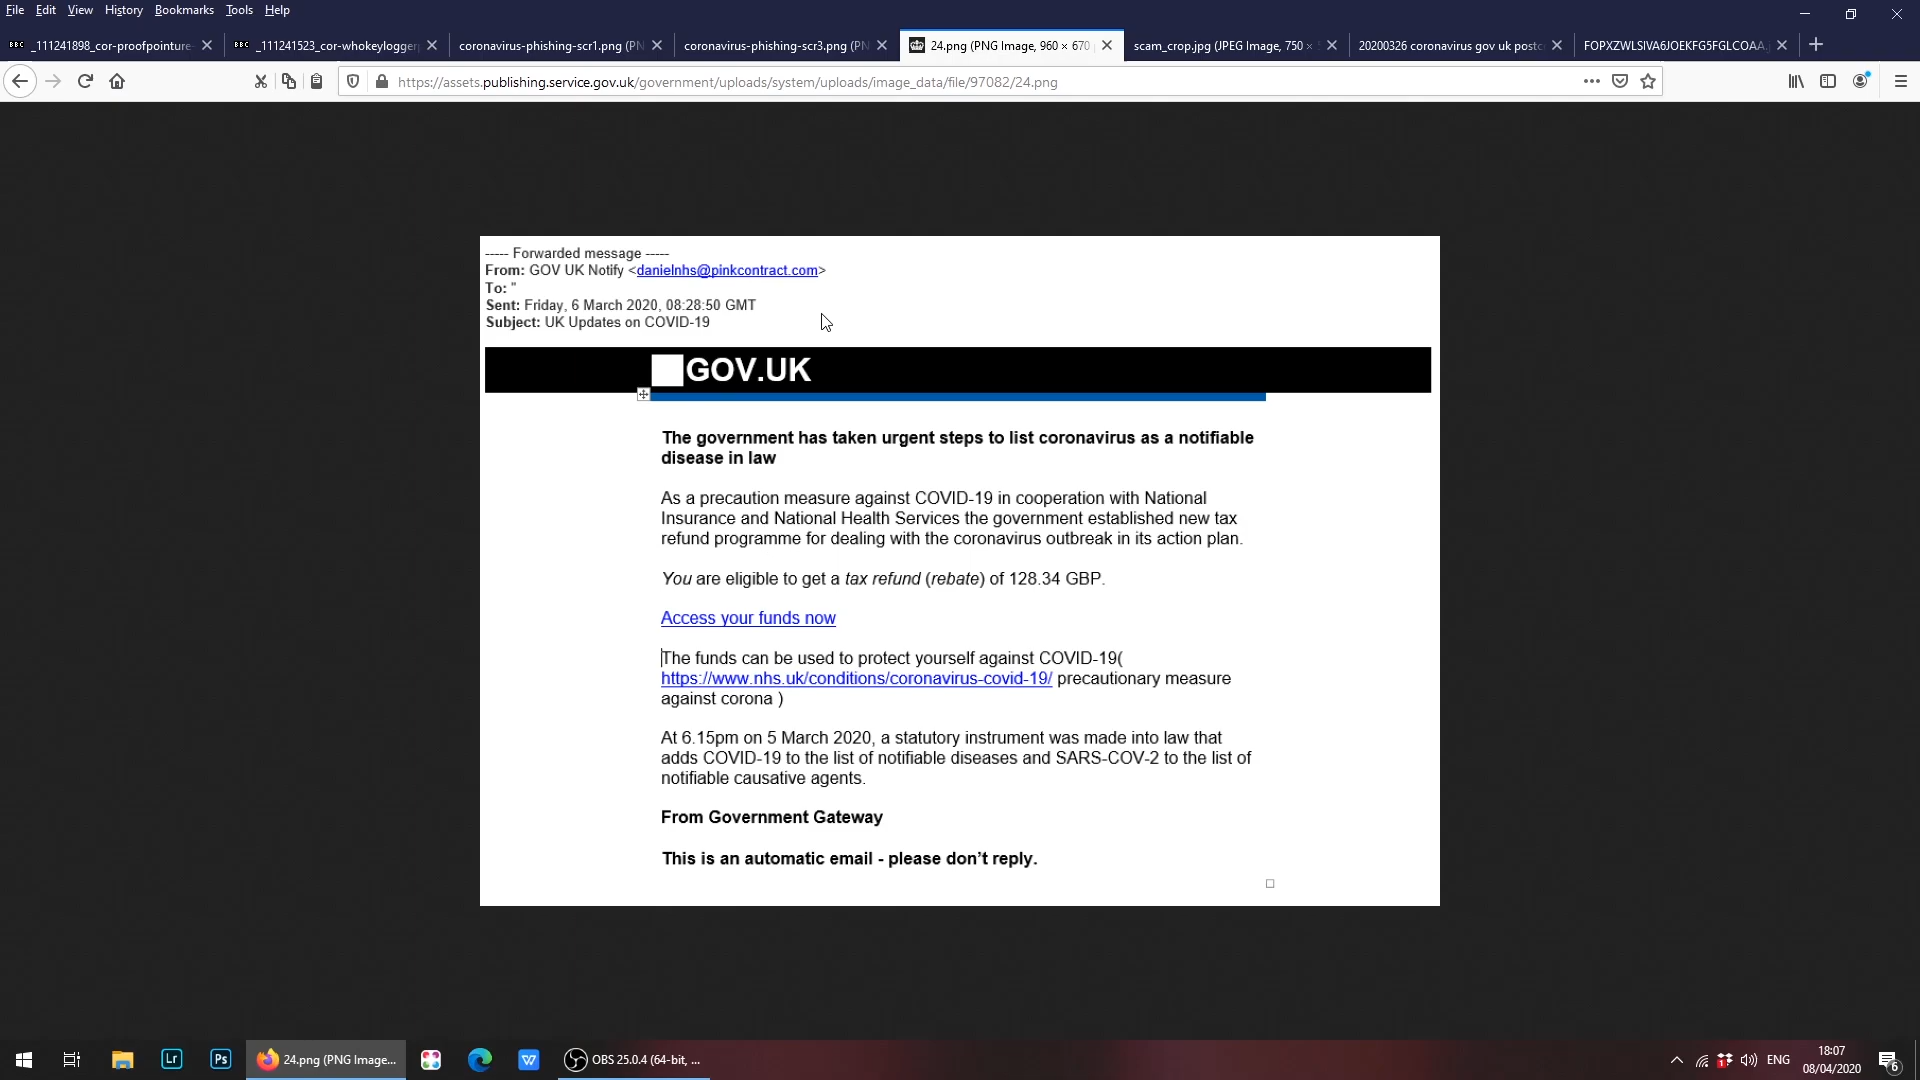 File Edit View History Bookmarks Tools Help
_111241898_cor-proofpointure-
_111241523_cor-whokeylogger
coronavirus-phishing-scr1.png (PN
coronavirus-phishing-scr3.png (PN
24.png (PNG Image, 960 × 670
scam_crop.jpg (JPEG Image, 750 ×
20200326 coronavirus gov uk postc
FOPXZWLSIVA6JOEKFG5FGLCOAA.j
https://assets.publishing.service.gov.uk/government/uploads/system/uploads/image_data/file/97082/24.png
----- Forwarded message -----
From: GOV UK Notify <danielnhs@pinkcontract.com>
To: "
Sent: Friday, 6 March 2020, 08:28:50 GMT
Subject: UK Updates on COVID-19
GOV.UK
The government has taken urgent steps to list coronavirus as a notifiable
disease in law
As a precaution measure against COVID-19 in cooperation with National
Insurance and National Health Services the government established new tax
refund programme for dealing with the coronavirus outbreak in its action plan.
You are eligible to get a tax refund (rebate) of 128.34 GBP.
Access your funds now
The funds can be used to protect yourself against COVID-19(
https://www.nhs.uk/conditions/coronavirus-covid-19/ precautionary measure
against corona )
At 6.15pm on 5 March 2020, a statutory instrument was made into law that
adds COVID-19 to the list of notifiable diseases and SARS-COV-2 to the list of
notifiable causative agents.
From Government Gateway
This is an automatic email - please don’t reply.
Lr
Ps
24.png (PNG Image...
OBS 25.0.4 (64-bit, ...
ENG
18:07
08/04/2020
6